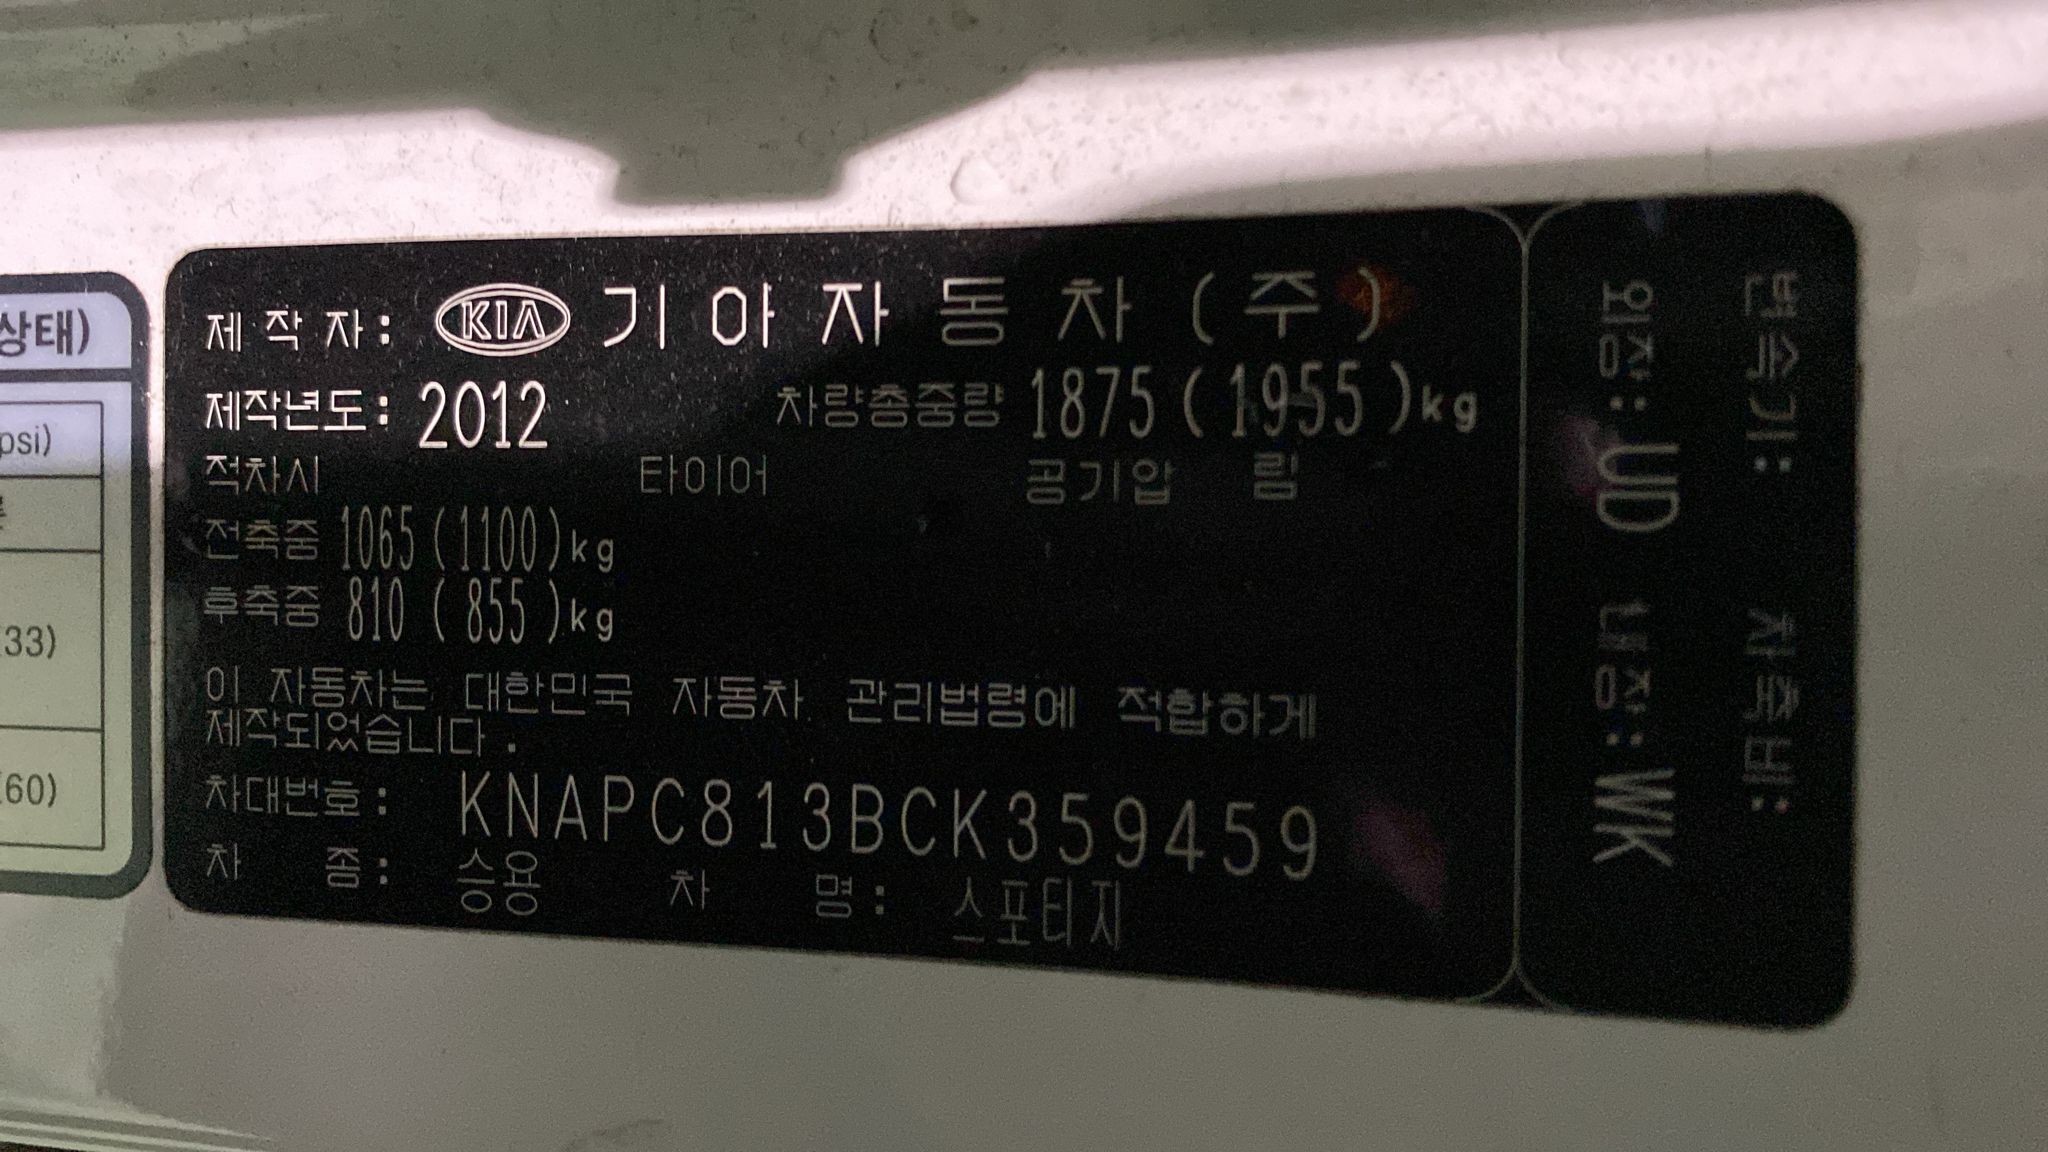 상태)
psi)
33)
60)
제 작 자: KIA 기아자동차(주)
제작년도: 2012 차량총중량 1875 (1955)kg
적차시 타이어 공기압 림
전축중 1065 (1100)kg
후축중 810 (855)kg
이 자동차는 대한민국 자동차 관리법령에 적합하게
제작되었습니다.
차대번호: KNAPC813BCK359459
차 종: 승용 차 명: 스포티지
변속기: 차축비:
외장: UD 내장: WK